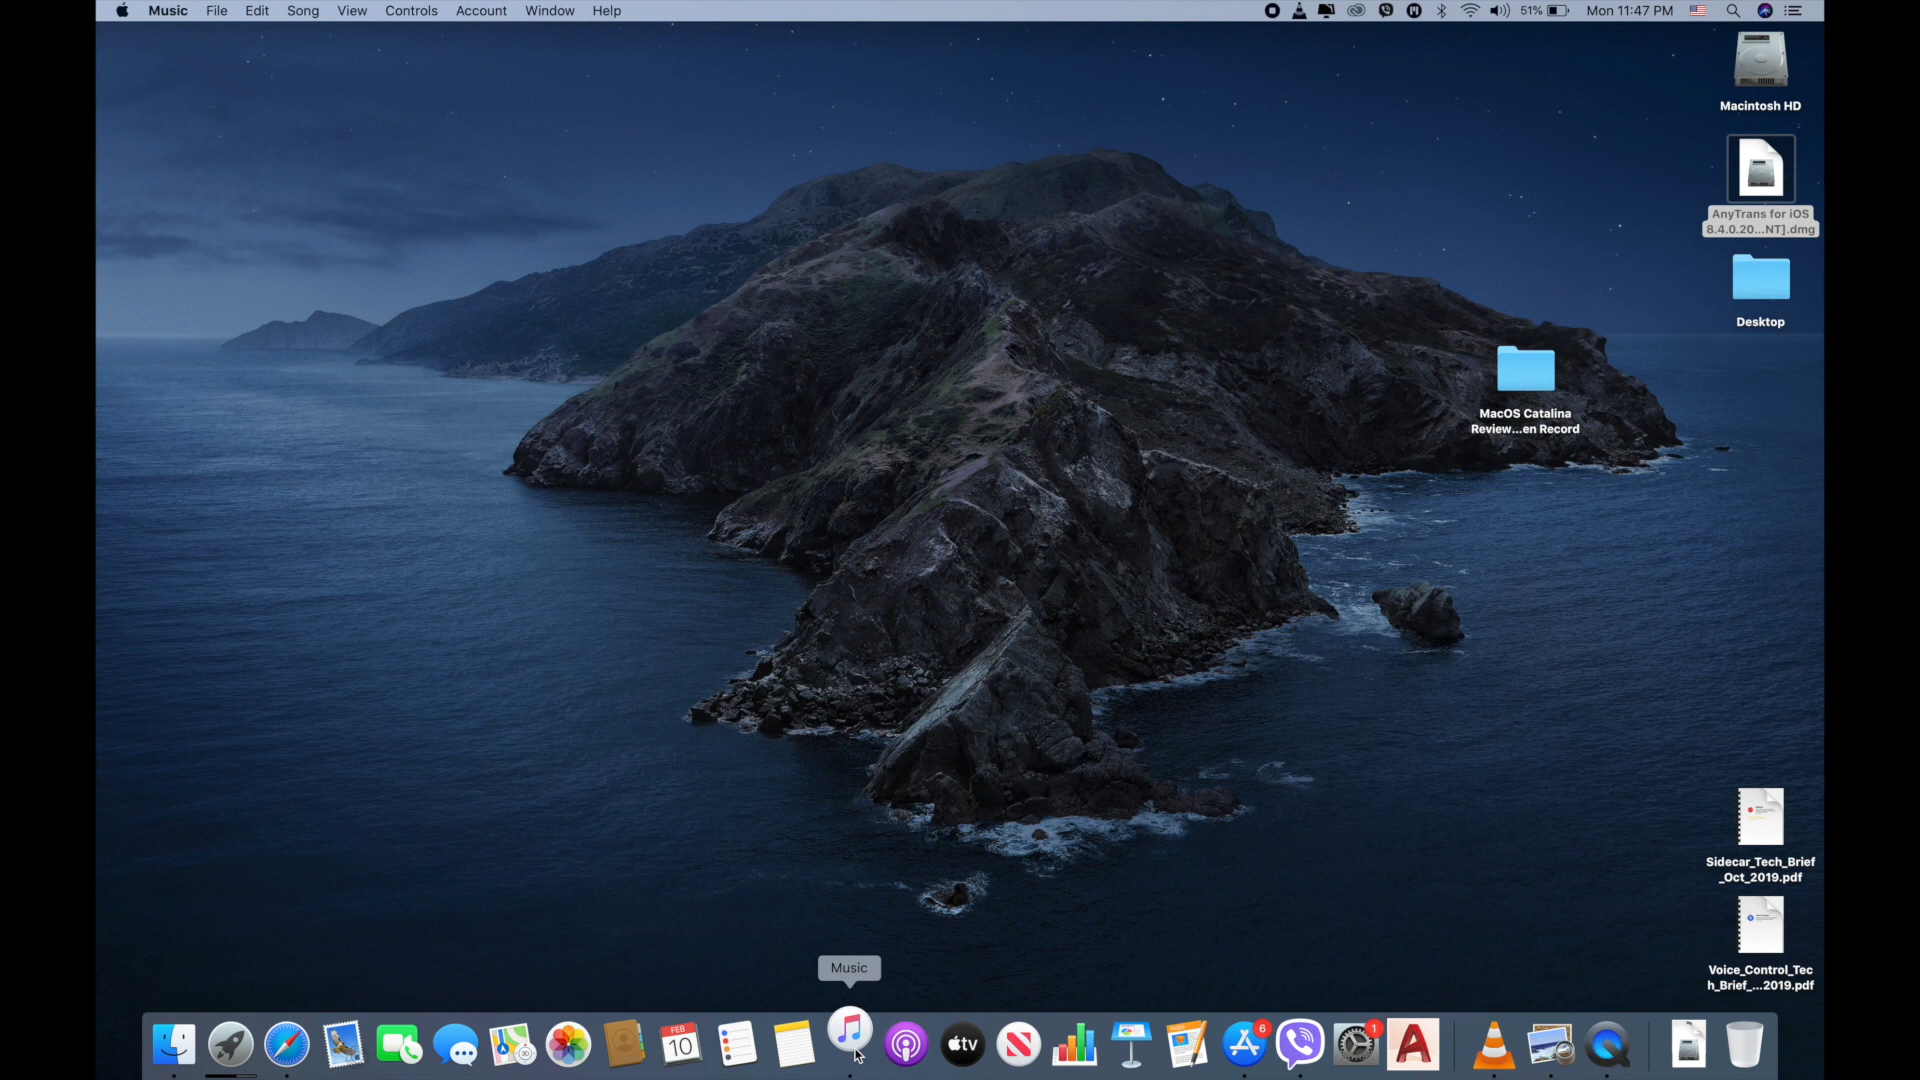 Music File Edit Song View Controls Account Window Help
51% Mon 11:47 PM
Macintosh HD
AnyTrans for iOS
8.4.0.20...NT].dmg
Desktop
MacOS Catalina
Review...en Record
Sidecar_Tech_Brief
_Oct_2019.pdf
Voice_Control_Tec
h_Brief_...2019.pdf
Music
FEB
10
tv
6
1